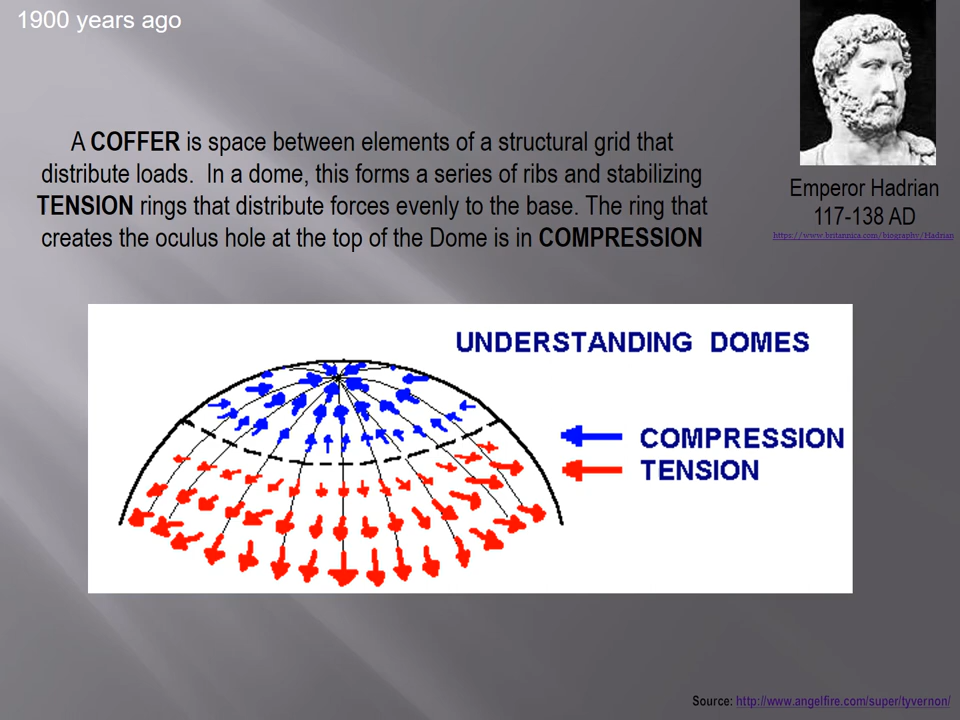 1900 years ago
A COFFER is space between elements of a structural grid that
distribute loads.  In a dome, this forms a series of ribs and stabilizing
TENSION rings that distribute forces evenly to the base. The ring that
creates the oculus hole at the top of the Dome is in COMPRESSION
Emperor Hadrian
117-138 AD
https://www.britannica.com/biography/Hadrian
UNDERSTANDING DOMES
COMPRESSION
TENSION
Source: http://www.angelfire.com/super/tyvernon/